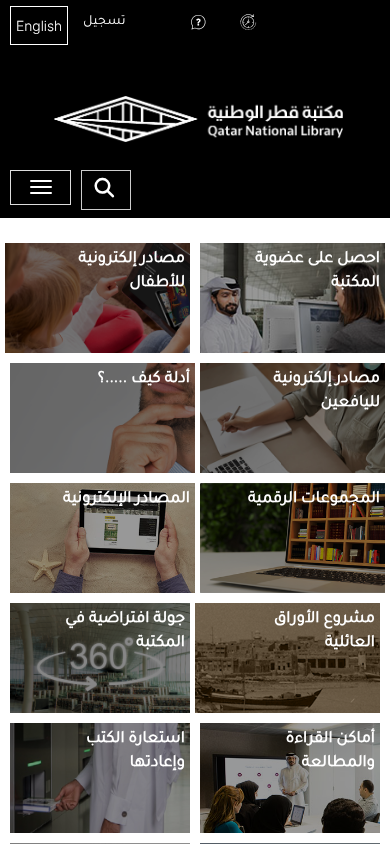 English
تسجيل
مكتبة قطر الوطنية
Qatar National Library
احصل على عضوية
المكتبة
مصادر إلكترونية
للأطفال
مصادر إلكترونية
لليافعين
أدلة كيف .....؟
المجموعات الرقمية
المصادر الإلكترونية
مشروع الأوراق
العائلية
جولة افتراضية في
المكتبة
360°
أماكن القراءة
والمطالعة
استعارة الكتب
وإعادتها